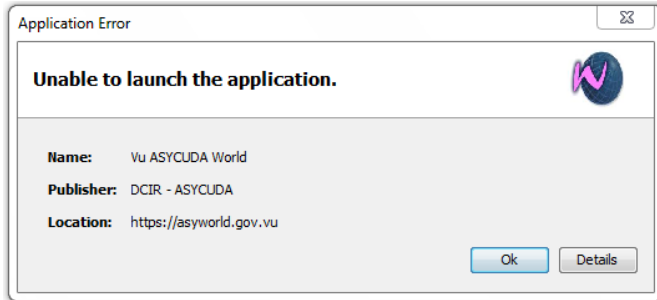 Application Error
Unable to launch the application.
Name: Vu ASYCUDA World
Publisher: DCIR - ASYCUDA
Location: https://asyworld.gov.vu
Ok Details